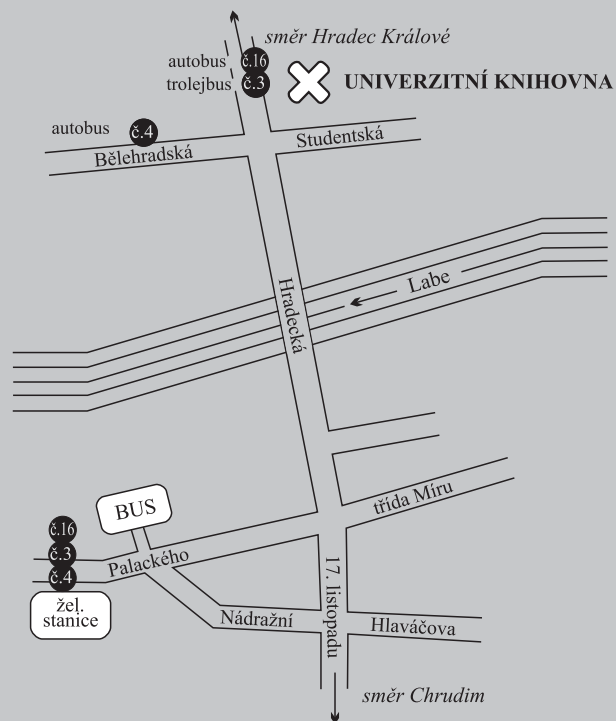 směr Hradec Králové
autobus č.16
trolejbus č.3
UNIVERZITNÍ KNIHOVNA
autobus č.4
Bělehradská
Studentská
Labe
Hradecká
třída Míru
BUS
č.16
č.3
č.4
Palackého
žel.
stanice
17. listopadu
Nádražní
Hlaváčova
směr Chrudim